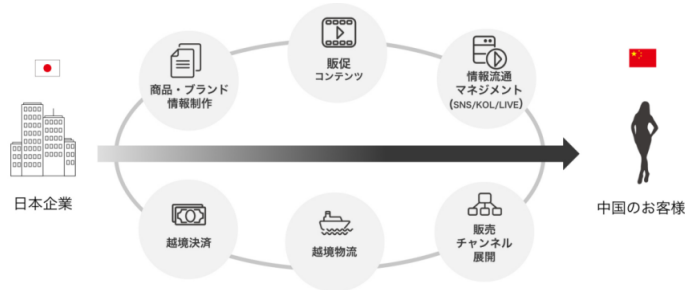 販促
コンテンツ
商品・ブランド
情報制作
情報流通
マネジメント
(SNS/KOL/LIVE)
日本企業
中国のお客様
越境決済
越境物流
販売
チャンネル
展開